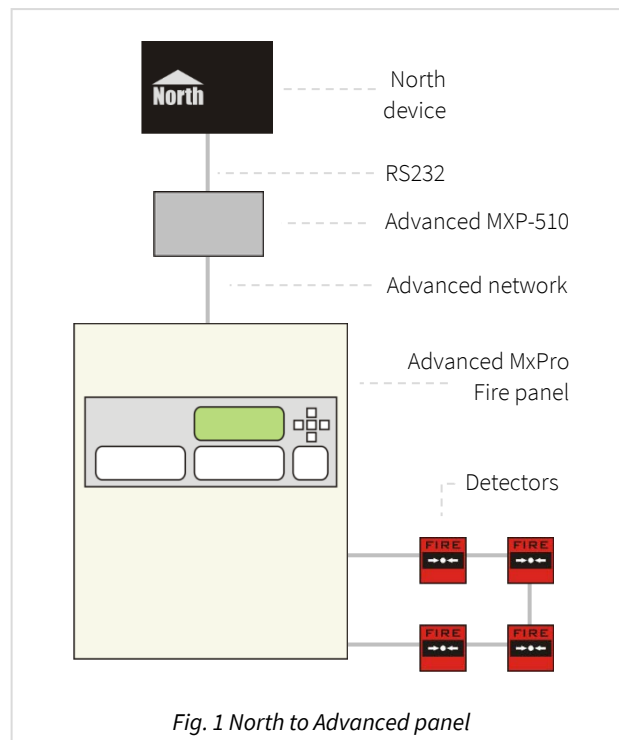 North
North
device
RS232
Advanced MXP-510
Advanced network
Advanced MxPro
Fire panel
Detectors
FIRE
FIRE
FIRE
FIRE
Fig. 1 North to Advanced panel